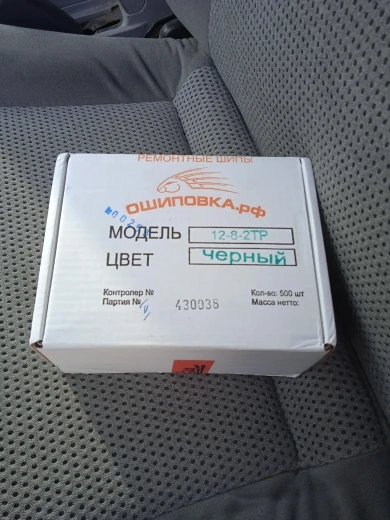 РЕМОНТНЫЕ ШИПЫ
ОШИПОВКА.РФ
МОДЕЛЬ 12-8-2ТР
ЦВЕТ Черный
Контролер № Кол-во: 500 шт
Партия № 430038 Масса нетто: